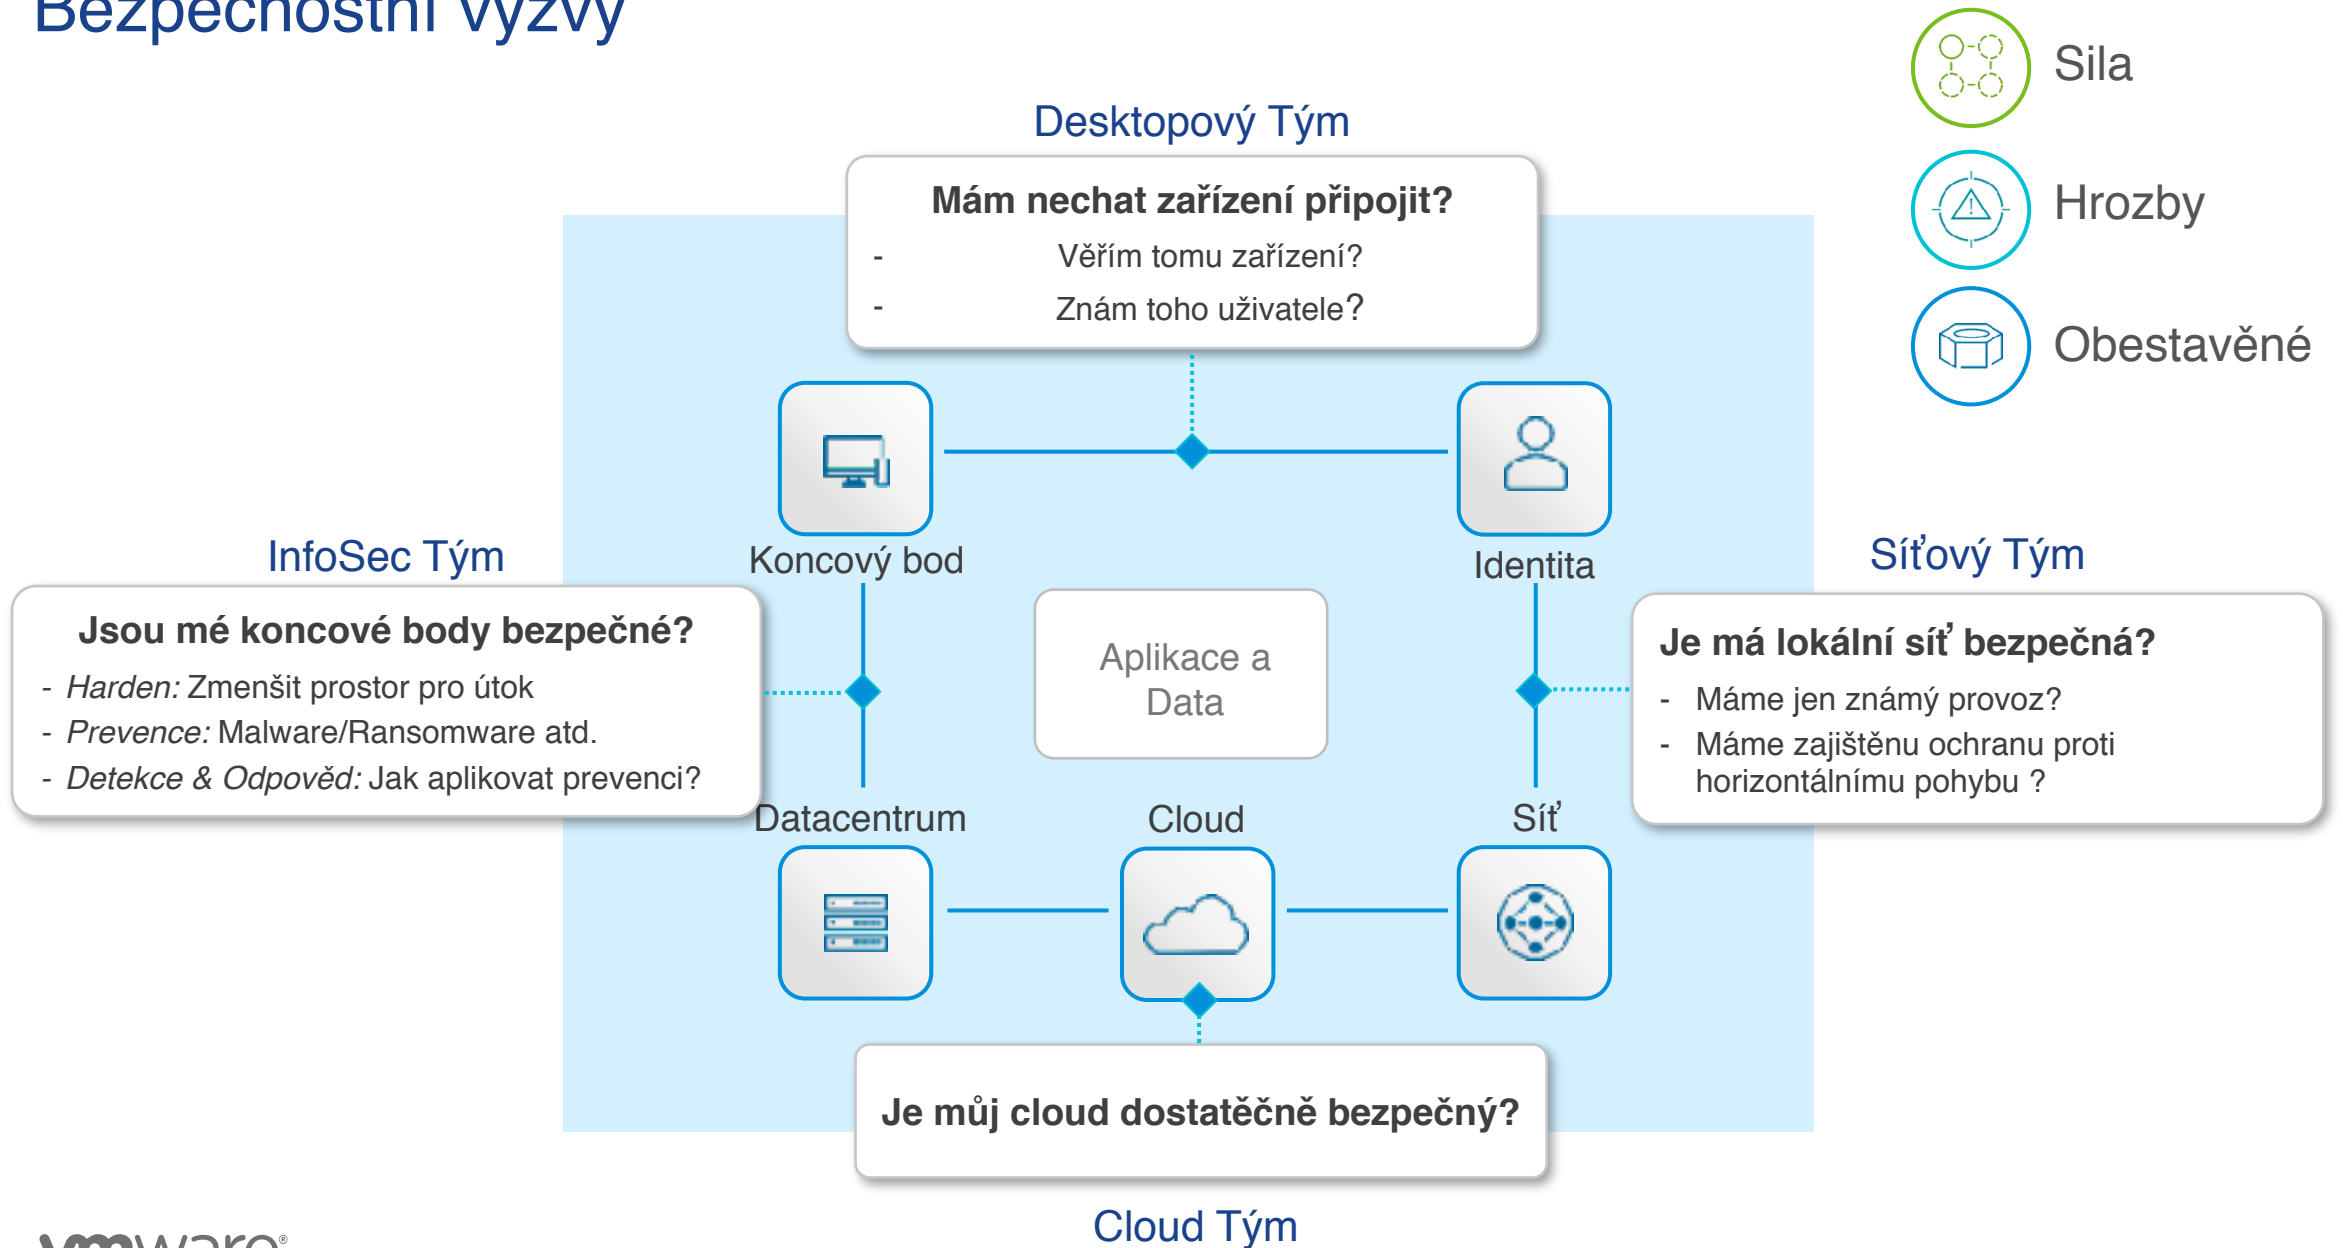 Bezpečnostní Výzvy
Sila
Desktopový Tým
Mám nechat zařízení připojit?
- Věřím tomu zařízení?
- Znám toho uživatele?
Hrozby
Obestavěné
Koncový bod
Identita
InfoSec Tým
Jsou mé koncové body bezpečné?
- Harden: Zmenšit prostor pro útok
- Prevence: Malware/Ransomware atd.
- Detekce & Odpověd: Jak aplikovat prevenci?
Aplikace a
Data
Síťový Tým
Je má lokální síť bezpečná?
- Máme jen známý provoz?
- Máme zajištěnu ochranu proti
horizontálnímu pohybu ?
Datacentrum
Cloud
Síť
Je můj cloud dostatěčně bezpečný?
Cloud Tým
vmware®